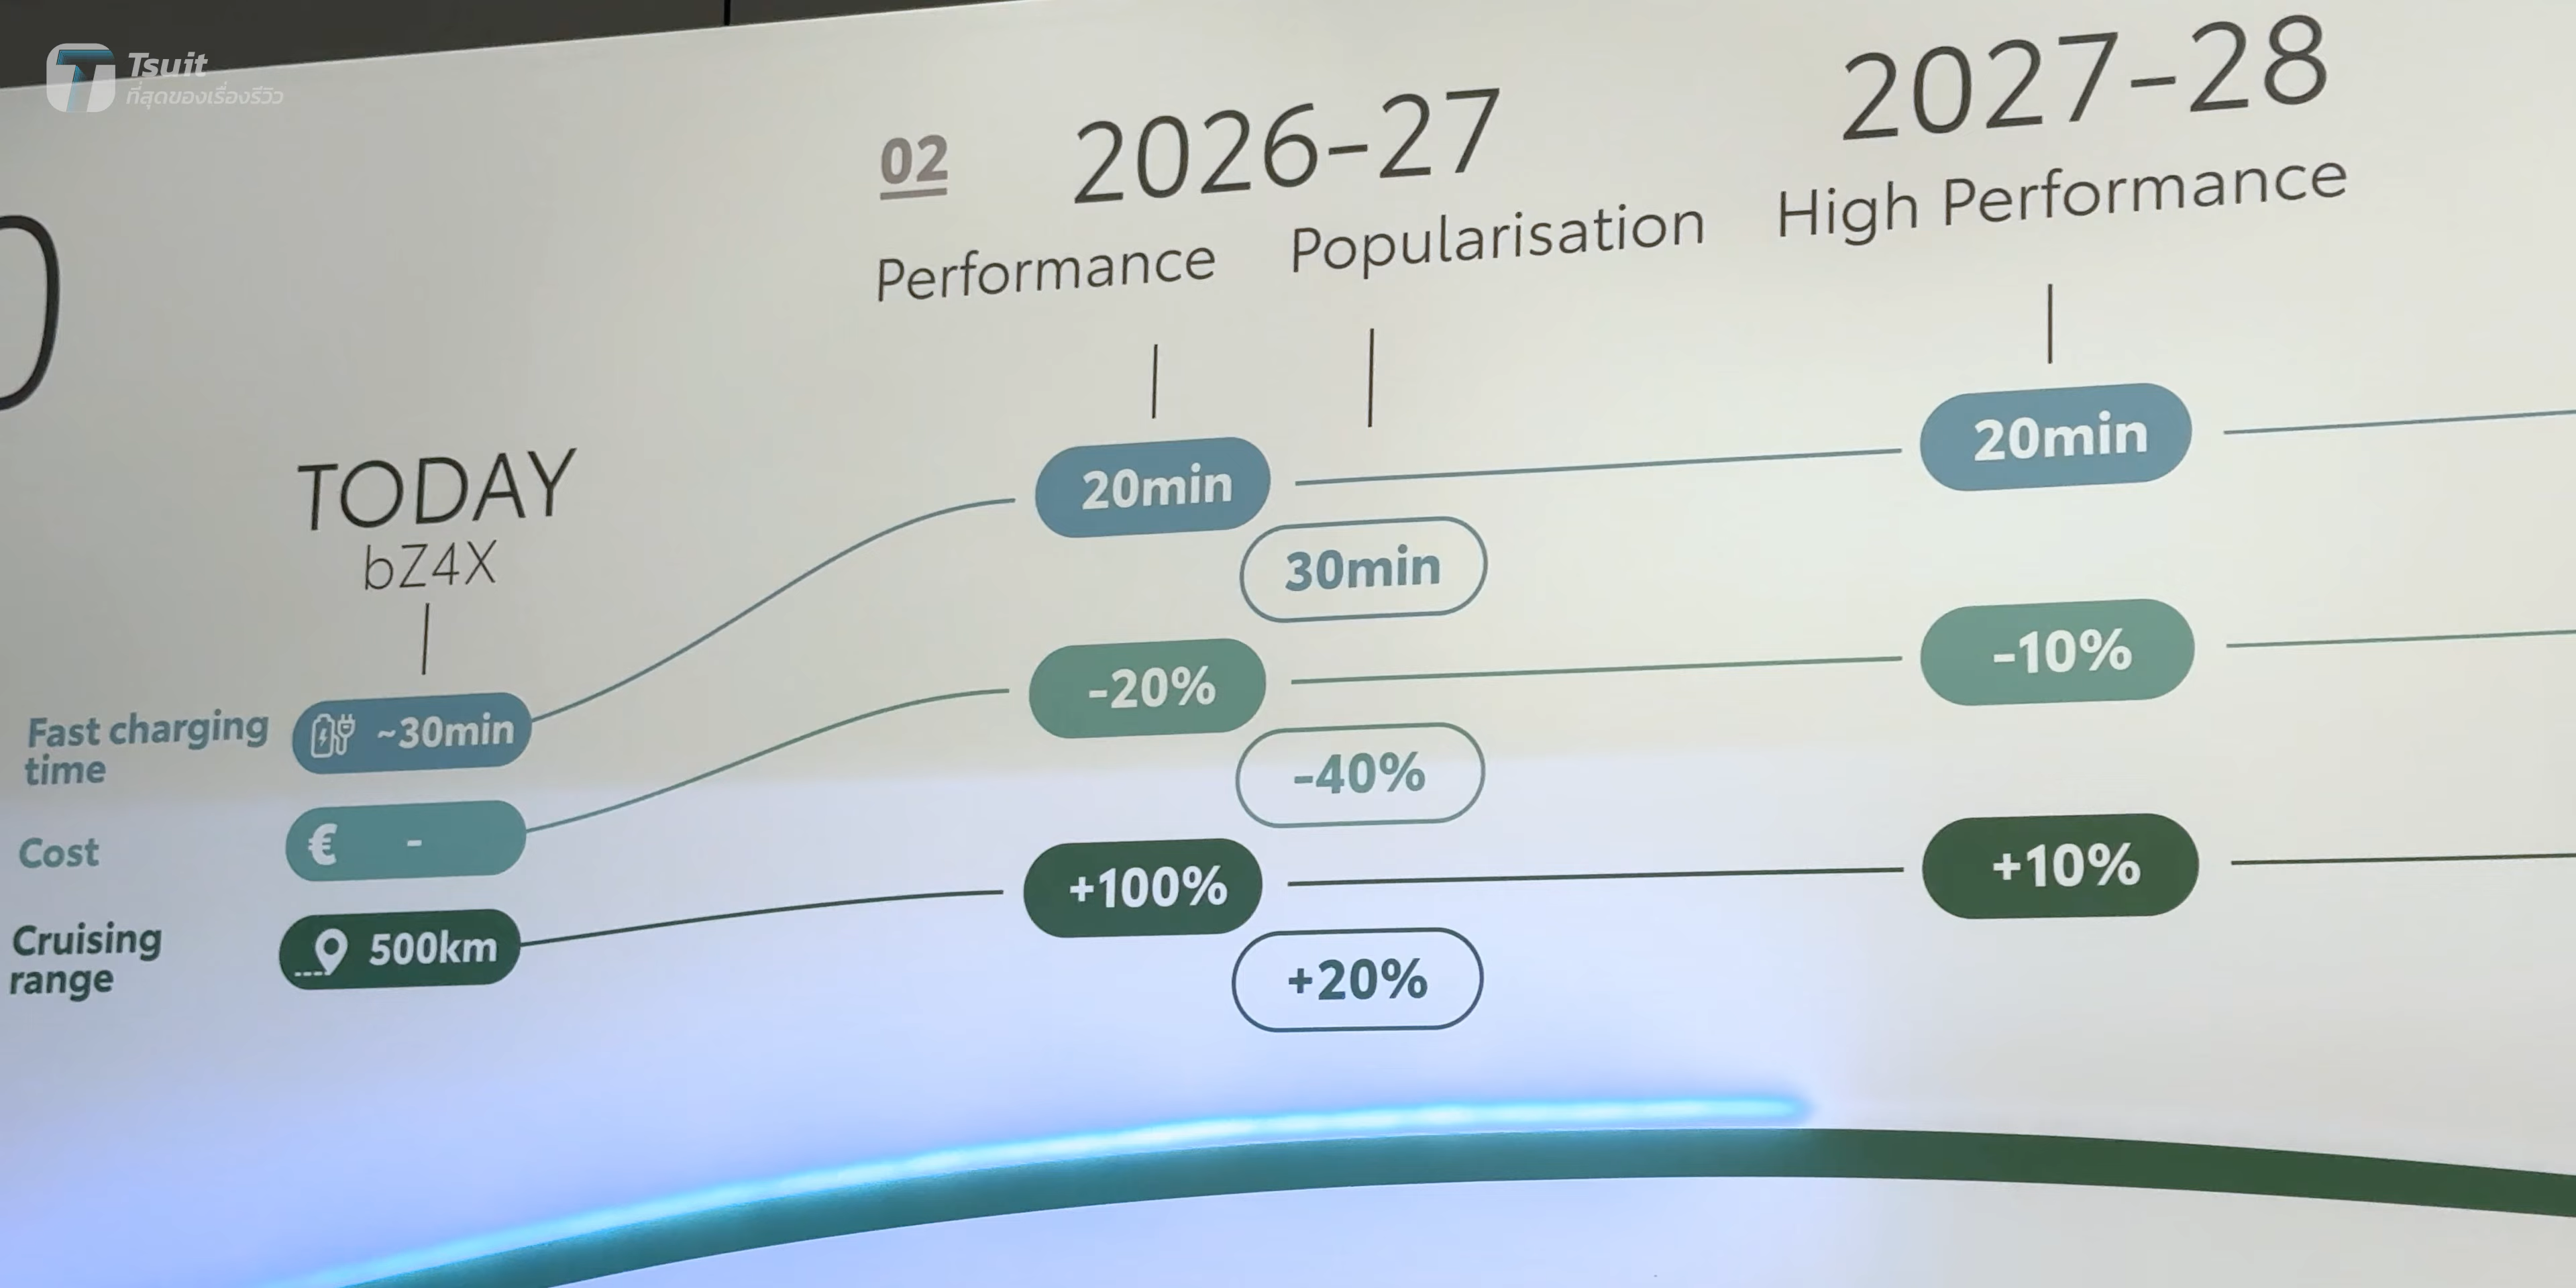 Tsuit
ที่สุดของเรื่องรีวิว
02
2026-27
2027-28
Performance
Popularisation
High Performance
TODAY
bZ4X
Fast charging
time
~30min
20min
30min
20min
Cost
€ -
-20%
-40%
-10%
Cruising
range
500km
+100%
+20%
+10%